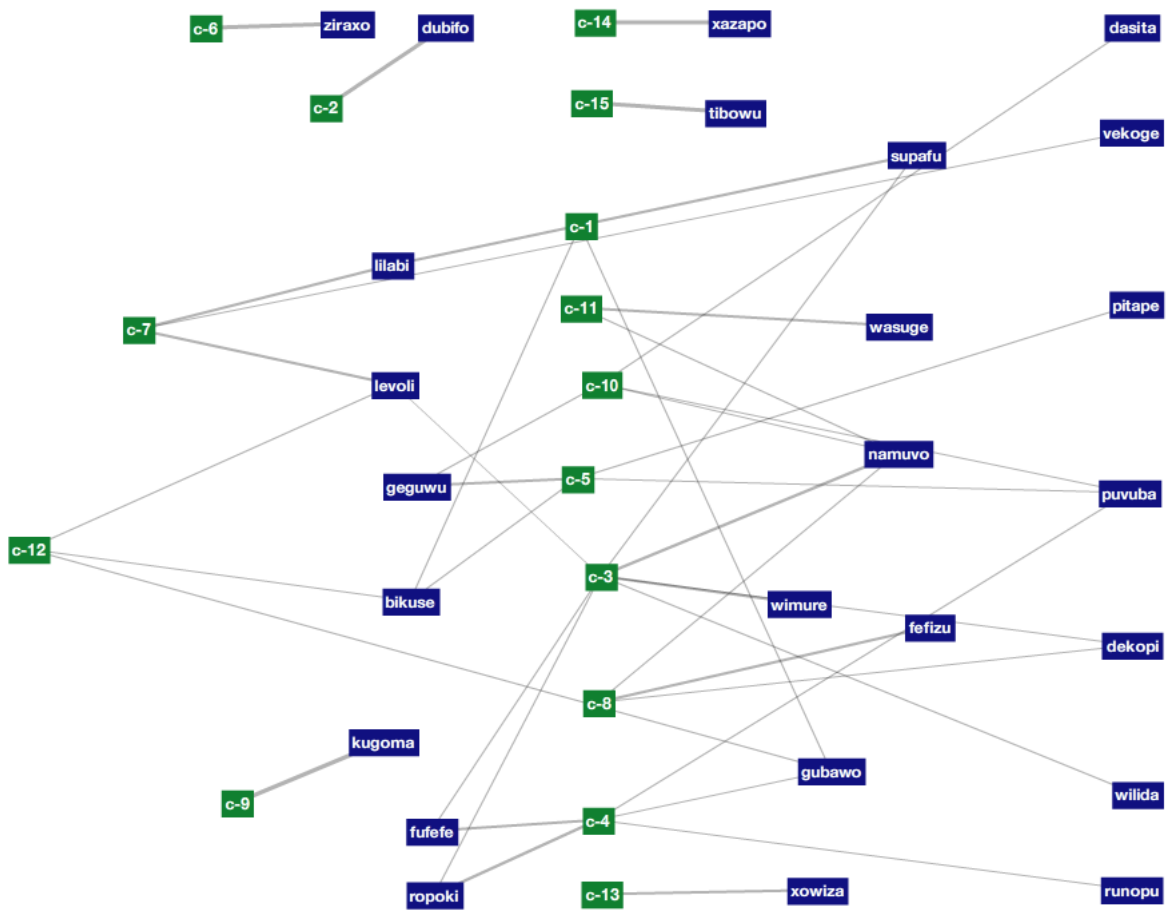 c-6
ziraxo
dubifo
c-14
xazapo
dasita
c-2
c-15
tibowu
vekoge
supafu
c-1
lilabi
c-7
c-11
wasuge
pitape
levoli
c-10
namuvo
geguwu
c-5
puvuba
c-12
c-3
bikuse
wimure
fefizu
dekopi
c-8
kugoma
gubawo
c-9
wilida
fufefe
c-4
ropoki
c-13
xowiza
runopu